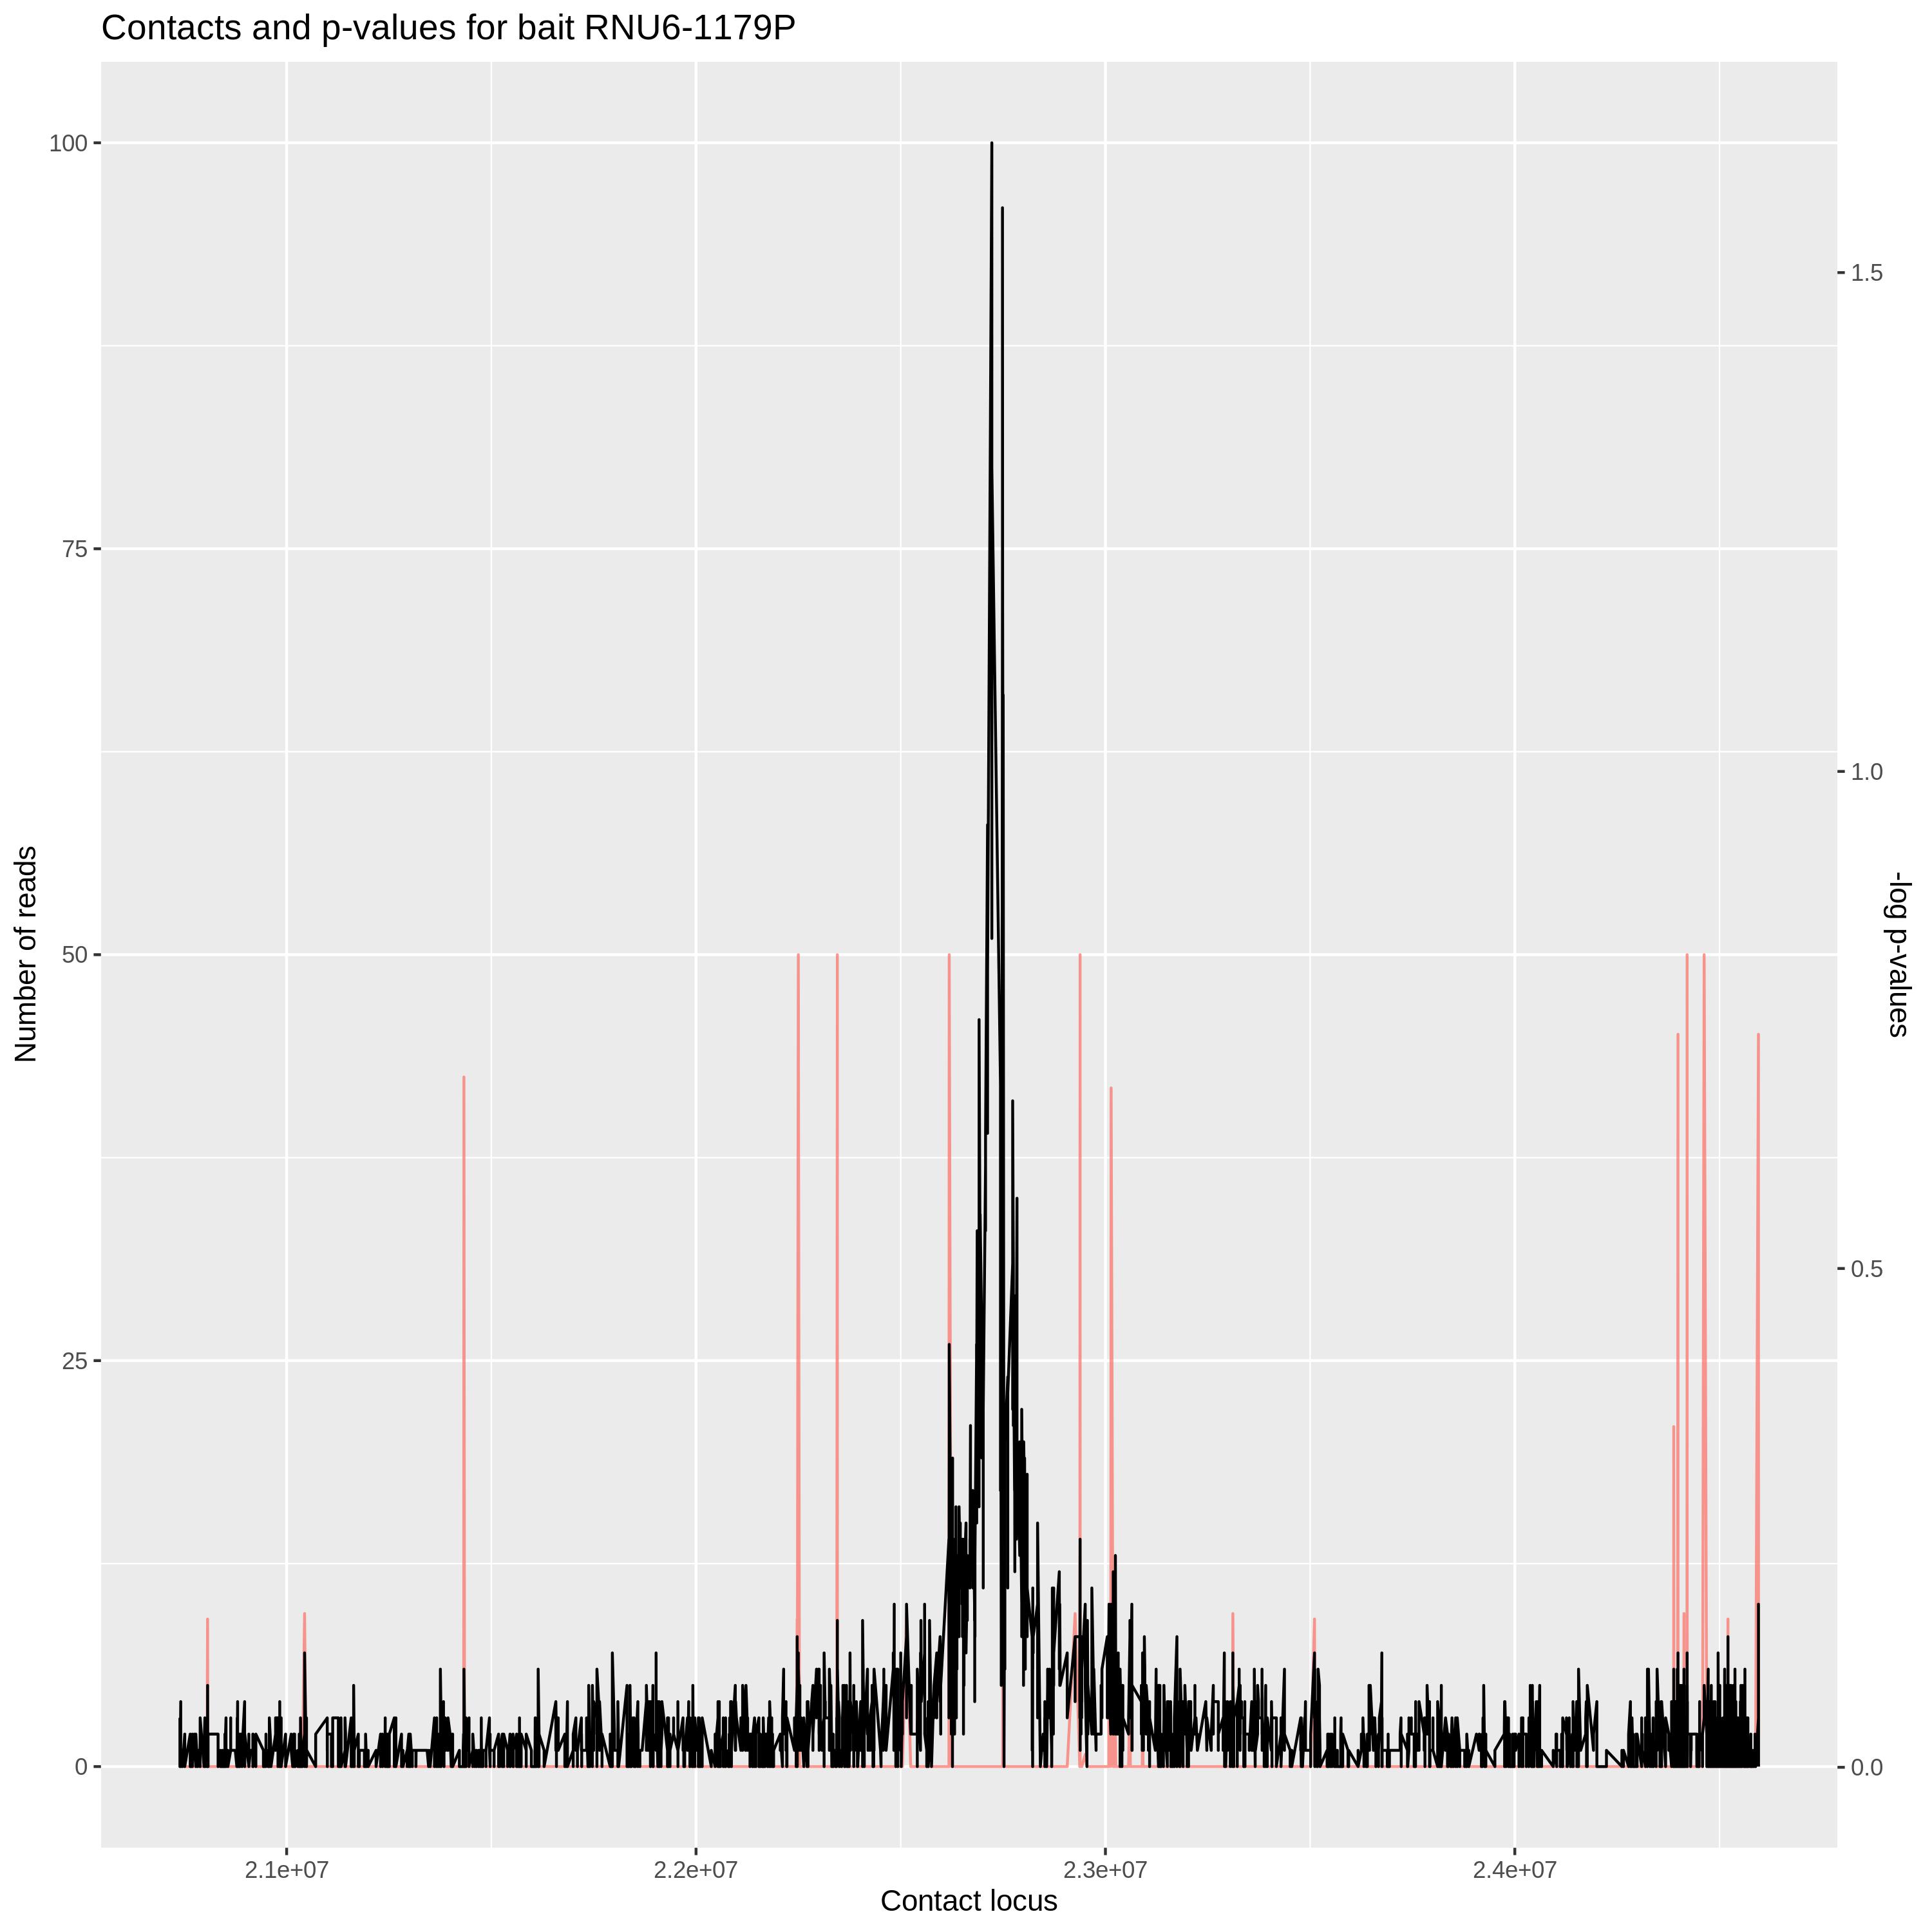 Contacts and p-values for bait RNU6-1179P
100
75
50
25
0
Number of reads
1.5
1.0
0.5
0.0
-log p-values
2.1e+07
2.2e+07
2.3e+07
2.4e+07
Contact locus